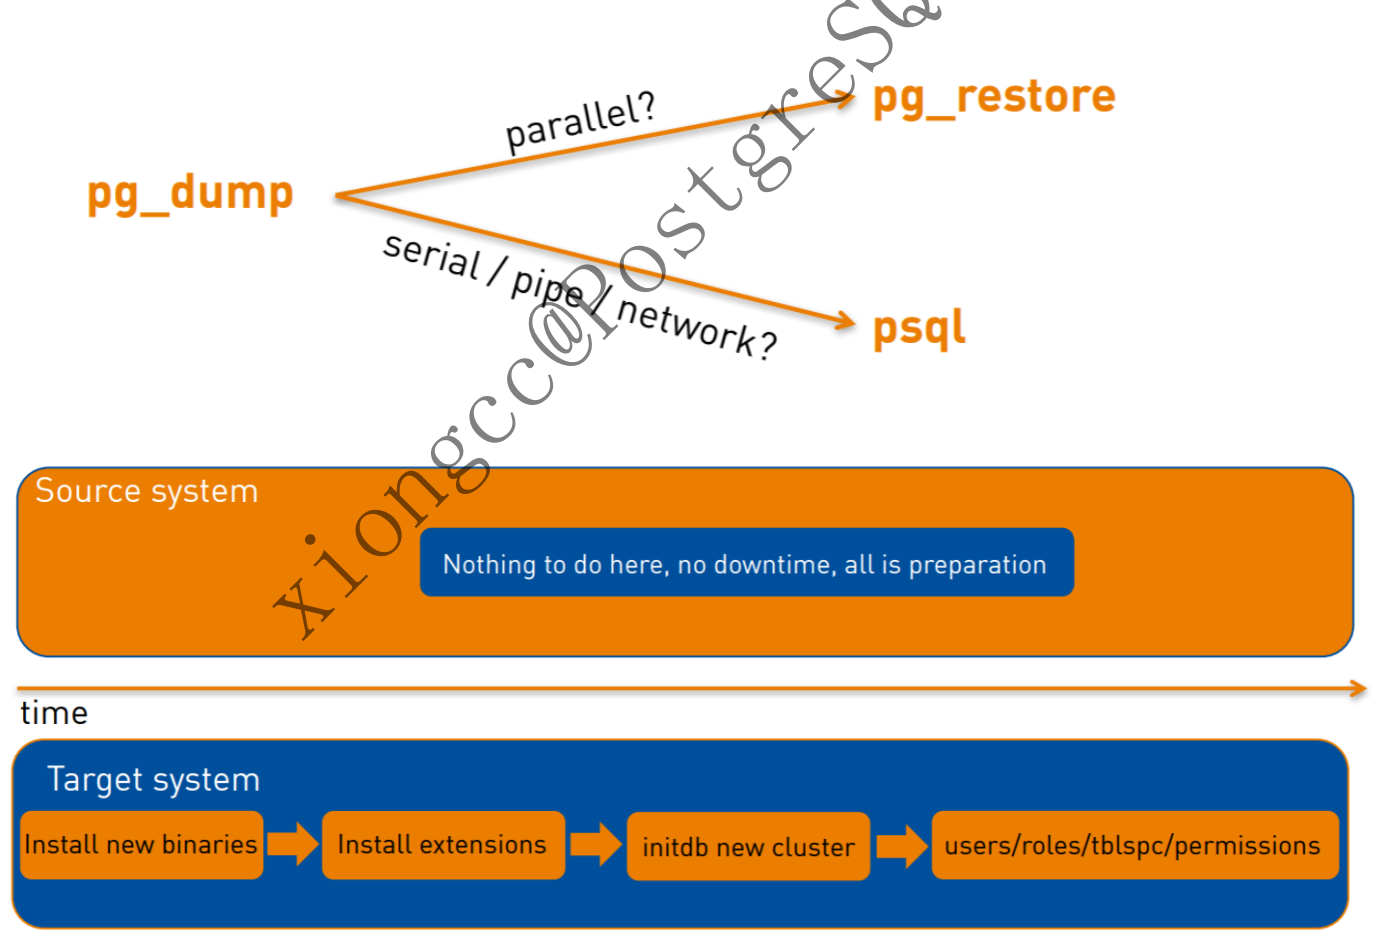 parallel?
pg_restore
pg_dump
serial / pipe / network?
psql
xiongcc@PostgreSQ
Source system
Nothing to do here, no downtime, all is preparation
time
Target system
Install new binaries
Install extensions
initdb new cluster
users/roles/tblspc/permissions